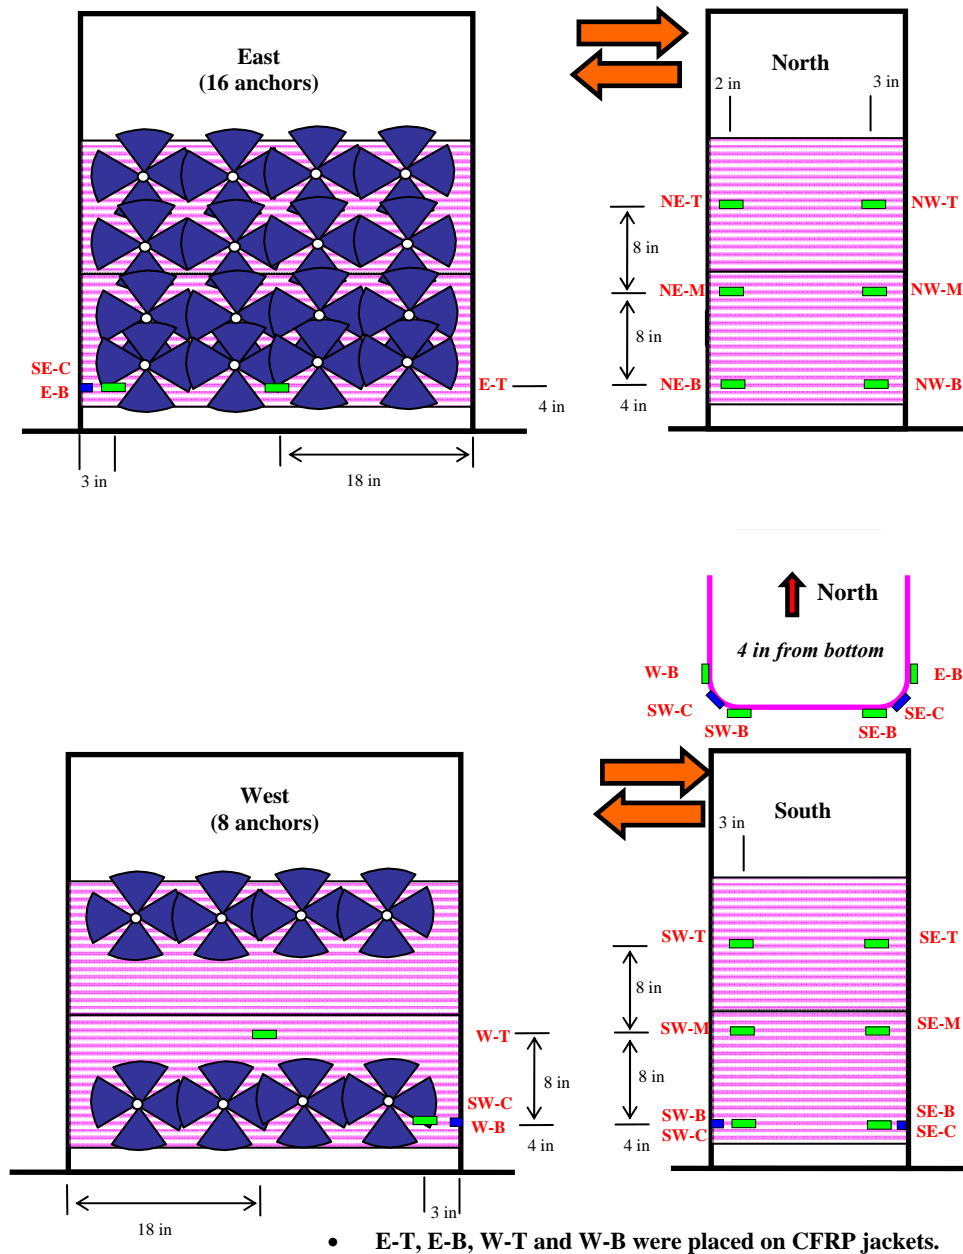 East
(16 anchors)
SE-C
E-B
E-T
4 in
3 in
18 in
North
2 in
3 in
NE-T
NW-T
8 in
NE-M
NW-M
8 in
NE-B
NW-B
4 in
North
4 in from bottom
W-B
E-B
SW-C
SE-C
SW-B
SE-B
West
(8 anchors)
W-T
8 in
SW-C
W-B
4 in
3 in
18 in
South
3 in
SW-T
SE-T
8 in
SW-M
SE-M
8 in
SW-B
SE-B
SW-C
SE-C
4 in
• E-T, E-B, W-T and W-B were placed on CFRP jackets.